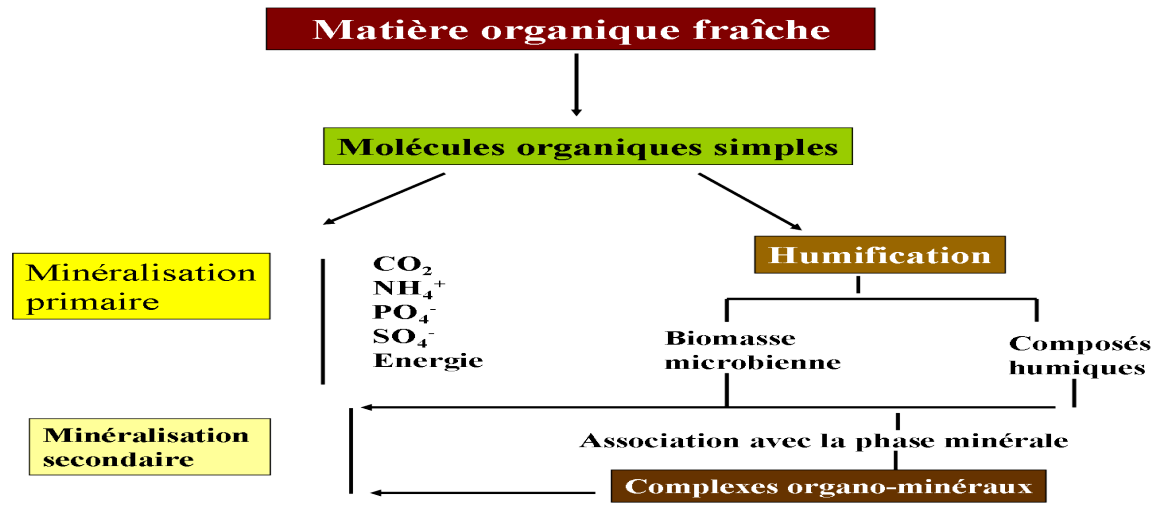 Matière organique fraîche
Molécules organiques simples
Minéralisation
primaire
CO₂
NH₄⁺
PO₄⁻
SO₄⁻
Energie
Humification
Biomasse
microbienne
Composés
humiques
Minéralisation
secondaire
Association avec la phase minérale
Complexes organo-minéraux